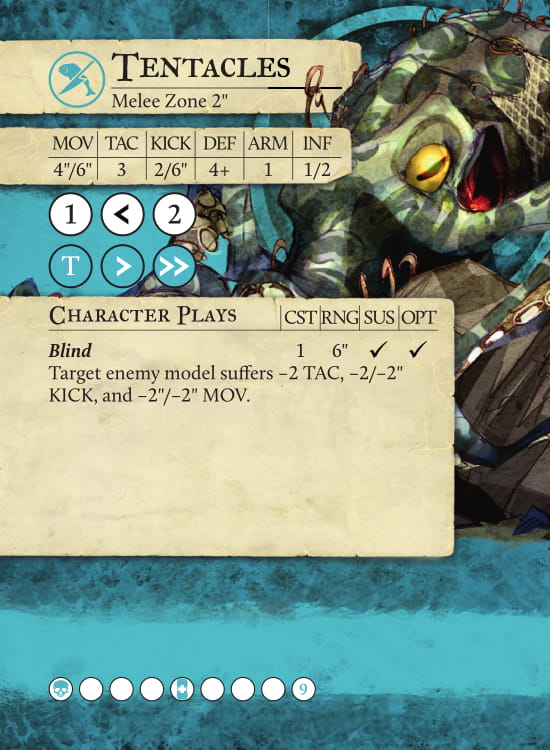 Tentacles
Melee Zone 2"
MOV TAC KICK DEF ARM INF
4"/6" 3 2/6" 4+ 1 1/2
1 < 2
T > >>
Character Plays CST RNG SUS OPT
Blind 1 6" ✓ ✓
Target enemy model suffers –2 TAC, –2/–2"
KICK, and –2"/–2" MOV.
9